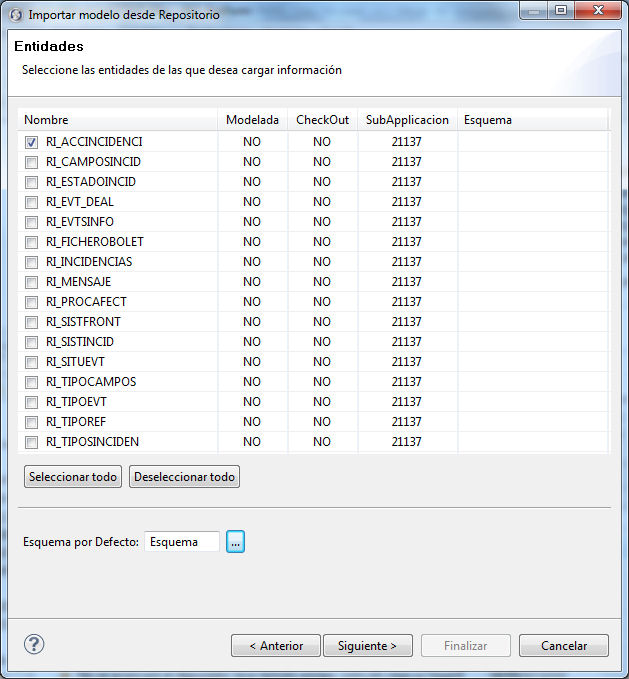 Importar modelo desde Repositorio
Entidades
Seleccione las entidades de las que desea cargar información
Nombre Modelada CheckOut SubApplicacion Esquema
RI_ACCINCIDENCI NO NO 21137
RI_CAMPOSINCID NO NO 21137
RI_ESTADOINCID NO NO 21137
RI_EVT_DEAL NO NO 21137
RI_EVTSINFO NO NO 21137
RI_FICHEROBOLET NO NO 21137
RI_INCIDENCIAS NO NO 21137
RI_MENSAJE NO NO 21137
RI_PROCAFECT NO NO 21137
RI_SISTFRONT NO NO 21137
RI_SISTINCID NO NO 21137
RI_SITUEVT NO NO 21137
RI_TIPOCAMPOS NO NO 21137
RI_TIPOEVT NO NO 21137
RI_TIPOREF NO NO 21137
RI_TIPOSINCIDEN NO NO 21137
Seleccionar todo Deseleccionar todo
Esquema por Defecto: Esquema ...
? < Anterior Siguiente > Finalizar Cancelar